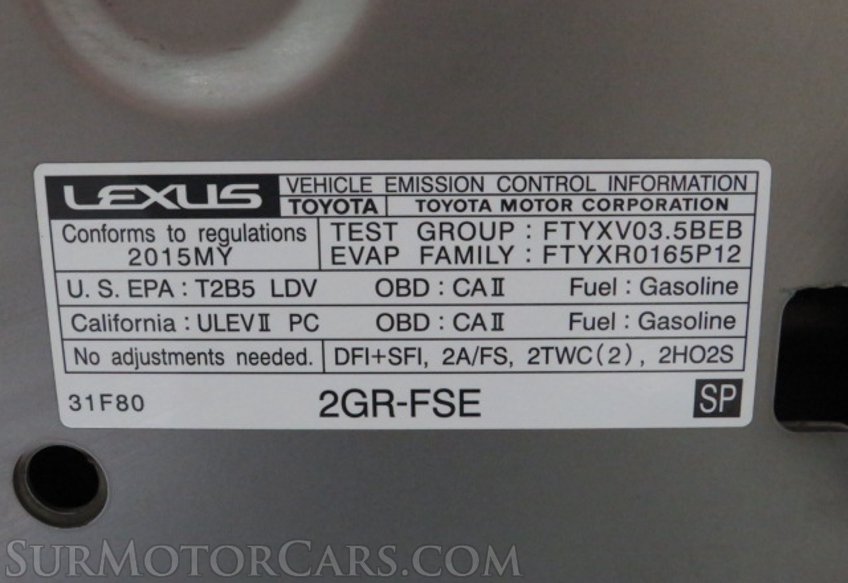 LEXUS VEHICLE EMISSION CONTROL INFORMATION
TOYOTA TOYOTA MOTOR CORPORATION
Conforms to regulations
2015MY
TEST GROUP : FTYXV03.5BEB
EVAP FAMILY : FTYXR0165P12
U. S. EPA : T2B5 LDV OBD : CAⅡ Fuel : Gasoline
California : ULEVⅡ PC OBD : CAⅡ Fuel : Gasoline
No adjustments needed. DFI+SFI, 2A/FS, 2TWC(2), 2HO2S
31F80 2GR-FSE SP
SURMOTORCARS.COM